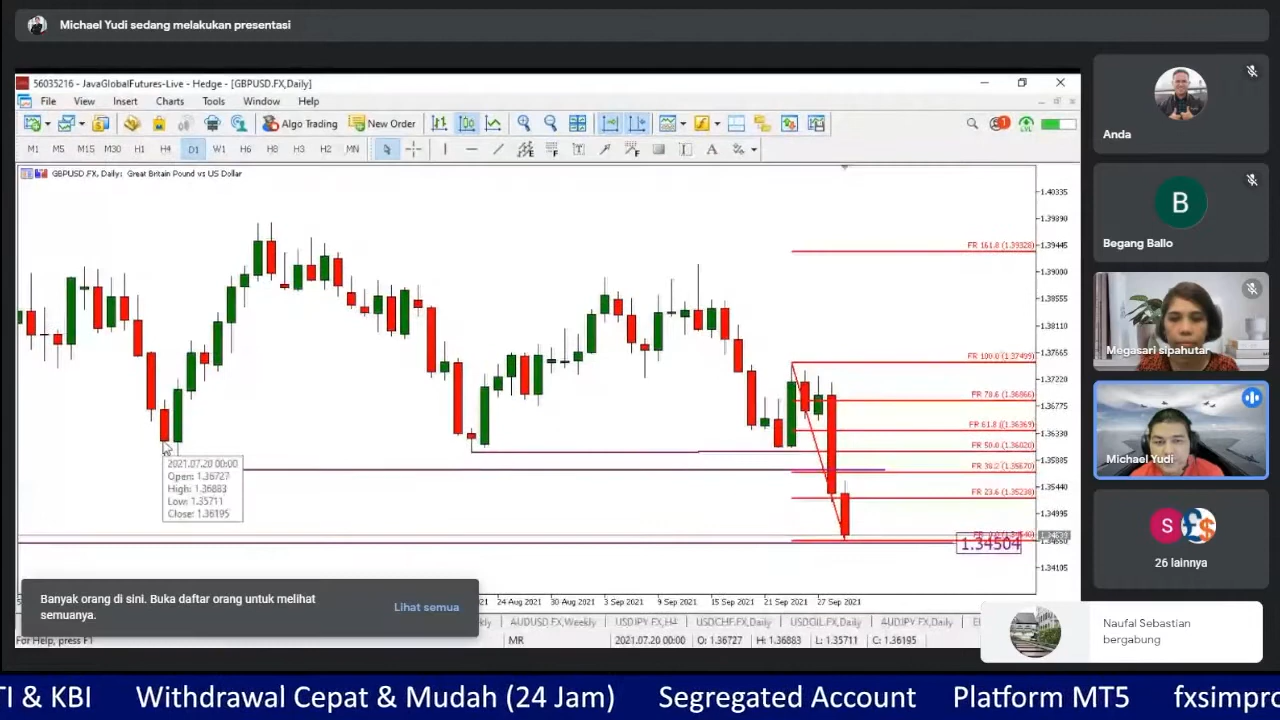 Michael Yudi sedang melakukan presentasi
56035216 - JavaGlobalFutures-Live - Hedge - [GBPUSD.FX,Daily]
File View Insert Charts Tools Window Help
Algo Trading New Order
M1 M5 M15 M30 H1 H4 D1 W1 H6 H8 H3 H2 MN
GBPUSD.FX, Daily: Great Britain Pound vs US Dollar
1.40335
1.39890
FR 161.8 (1.39328) 1.39445
1.39000
1.38555
1.38110
FR 100.0 (1.37499) 1.37665
1.37220
FR 78.6 (1.36866) 1.36775
FR 61.8 (1.36369) 1.36330
FR 50.0 (1.36020) 1.35885
FR 38.2 (1.35670)
1.35440
FR 23.6 (1.35238) 1.34995
1.34504
1.34105
2021.07.20 00:00
Open: 1.36727
High: 1.36883
Low: 1.35711
Close: 1.36195
24 Aug 2021 30 Aug 2021 3 Sep 2021 9 Sep 2021 15 Sep 2021 21 Sep 2021 27 Sep 2021
AUDUSD.FX,Weekly USDJPY.FX,H4 USDCHF.FX,Daily USDCAD.FX,Daily AUDJPY.FX,Daily
For Help, press F1 MR 2021.07.20 00:00 O: 1.36727 H: 1.36883 L: 1.35711 C: 1.36195
Banyak orang di sini. Buka daftar orang untuk melihat
semuanya.
Lihat semua
Anda
B
Begang Ballo
Megasari sipahutar
Michael Yudi
S
26 lainnya
Naufal Sebastian
bergabung
TI & KBI Withdrawal Cepat & Mudah (24 Jam) Segregated Account Platform MT5 fxsimpro